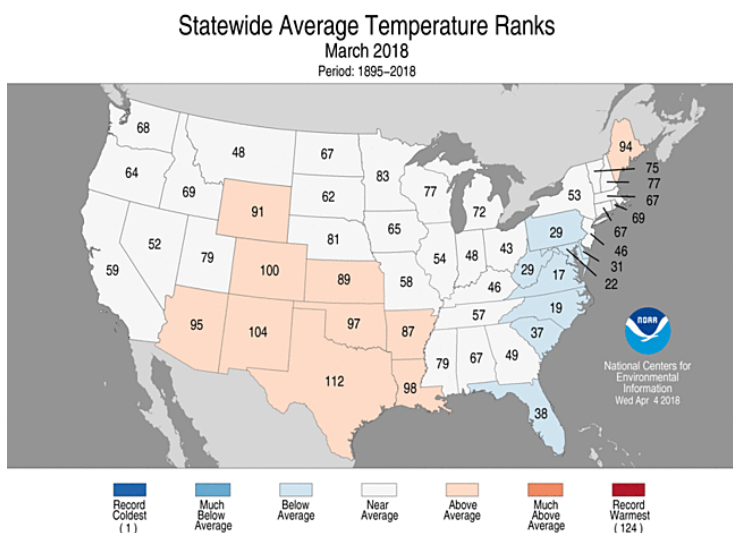 Statewide Average Temperature Ranks
March 2018
Period: 1895–2018
68
48
67
83
94
75
77
67
69
67
46
31
22
64
69
91
62
77
72
53
29
65
81
54
48
43
29
17
52
79
100
89
58
46
59
57
19
95
104
97
87
37
112
98
79
67
49
38
NOAA
National Centers for
Environmental
Information
Wed Apr 4 2018
Record
Coldest
(1)
Much
Below
Average
Below
Average
Near
Average
Above
Average
Much
Above
Average
Record
Warmest
(124)